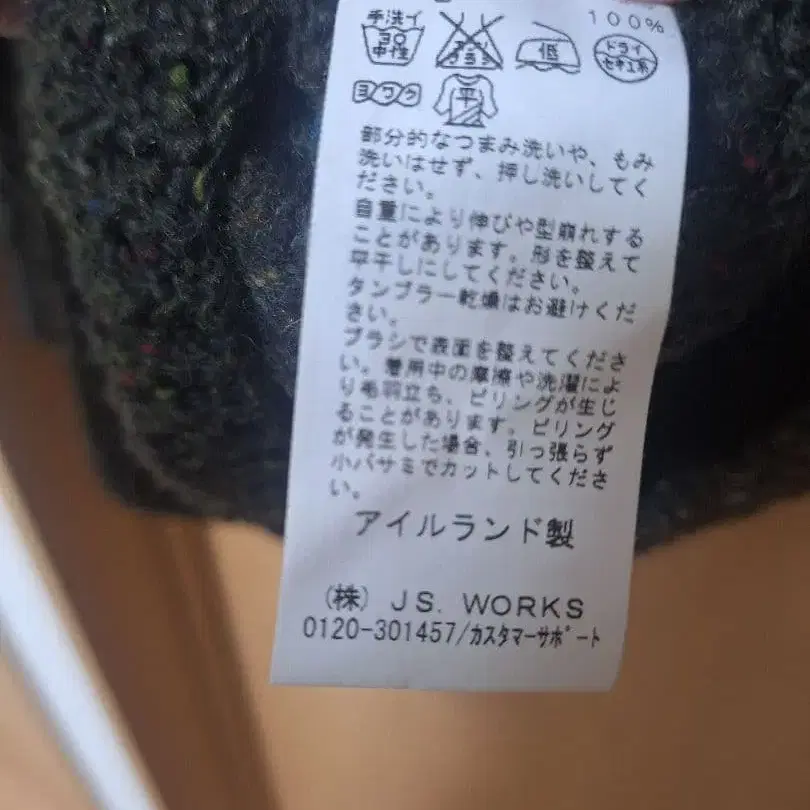 100%
手洗イ
30
中性
低
ドライ
セキユ系
ヨワク
平
部分的なつまみ洗いや、もみ
洗いはせず、押し洗いしてく
ださい。
自重により伸びや型崩れする
ことがあります。形を整えて
平干しにしてください。
タンブラー乾燥はお避けくだ
さい。
ブラシで表面を整えてくださ
い。着用中の摩擦や洗濯によ
り毛羽立ち、ピリングが生じ
ることがあります。ピリング
が発生した場合、引っ張らず
小バサミでカットしてくださ
い。
アイルランド製
(株) JS. WORKS
0120-301457/カスタマーサポート